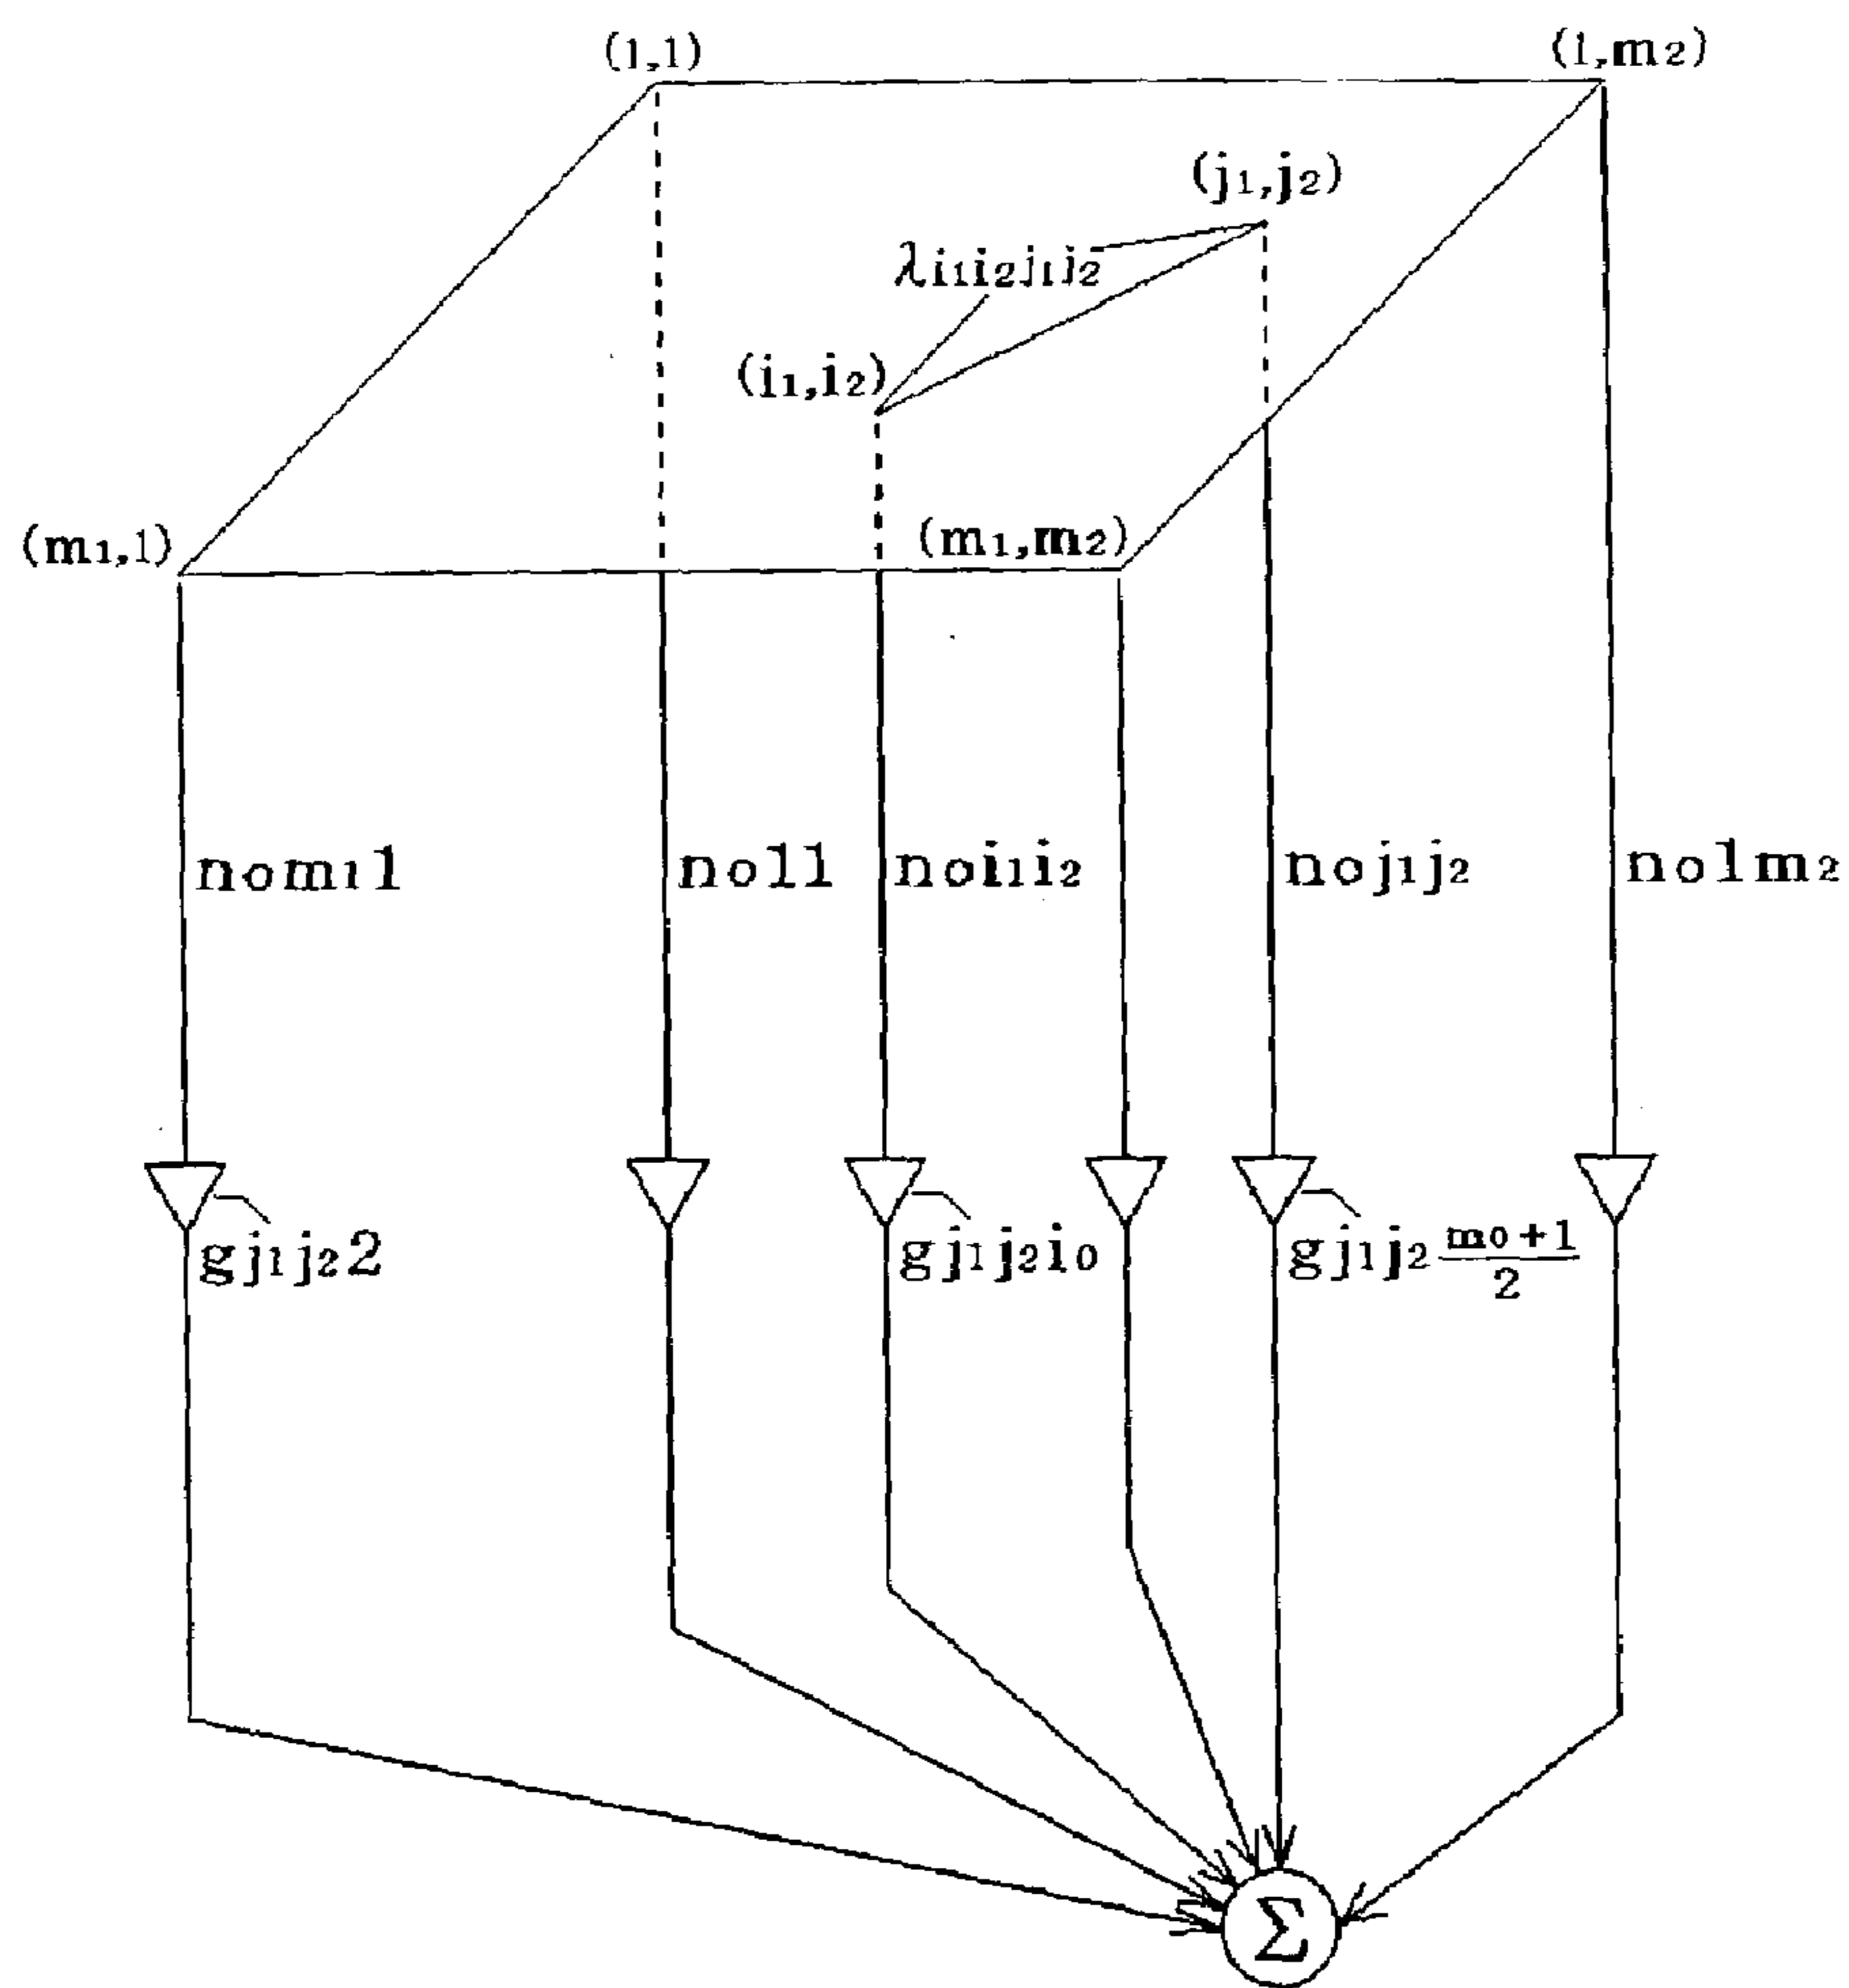 (1,1)
(1,m2)
(j1,j2)
λi1i2j1j2
(i1,i2)
(m1,1)
(m1,m2)
nom11
no11
noi1i2
noj1j2
no1m2
gj1j22
gj1j2i0
gj1j2 m0+1/2
Σ